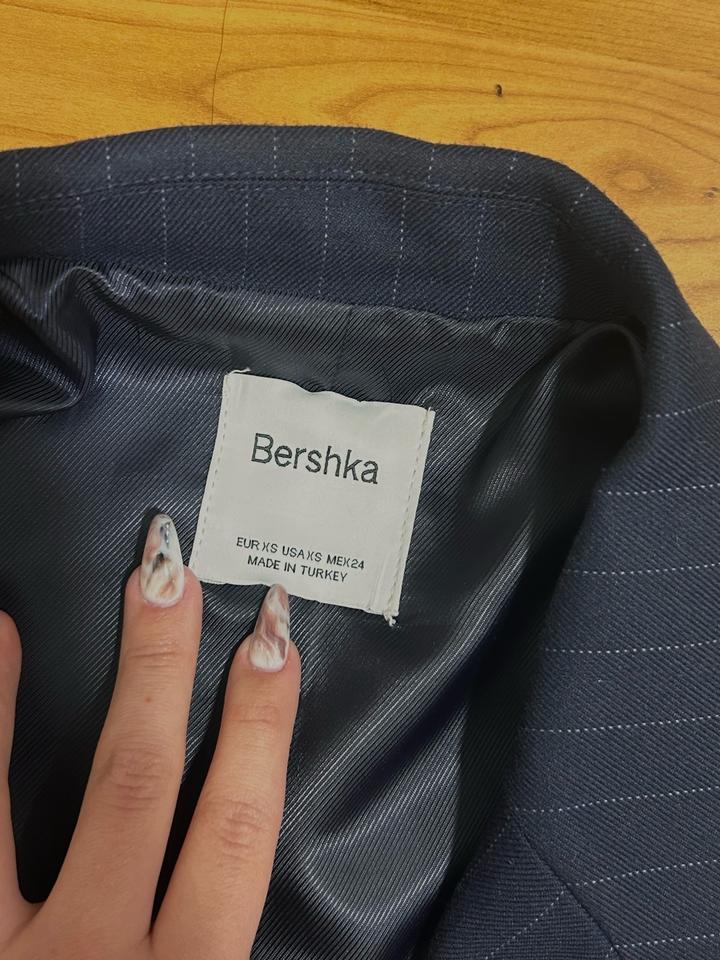 Bershka
EUR XS USA XS MEX 24
MADE IN TURKEY